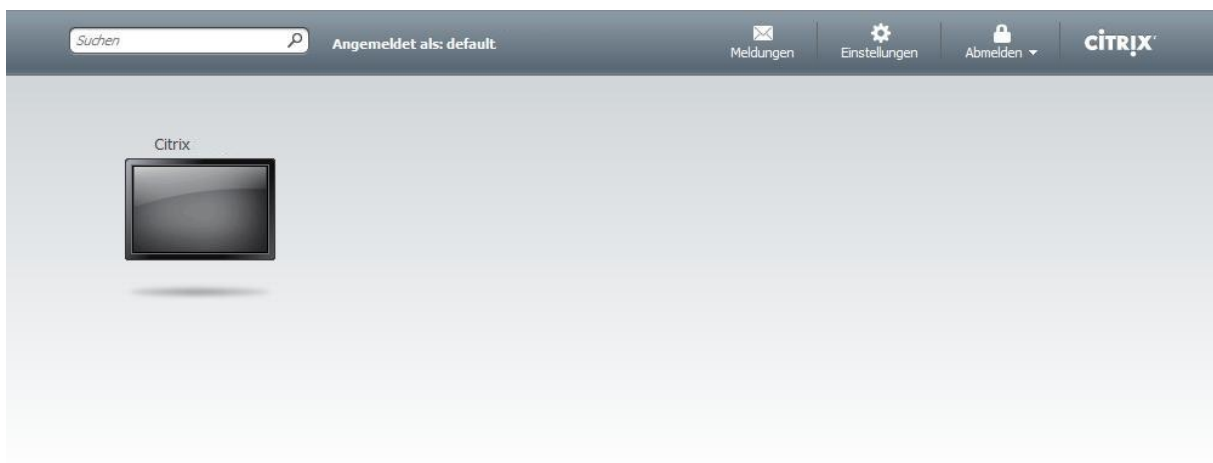 Suchen
Angemeldet als: default
Meldungen
Einstellungen
Abmelden
CITRIX
Citrix